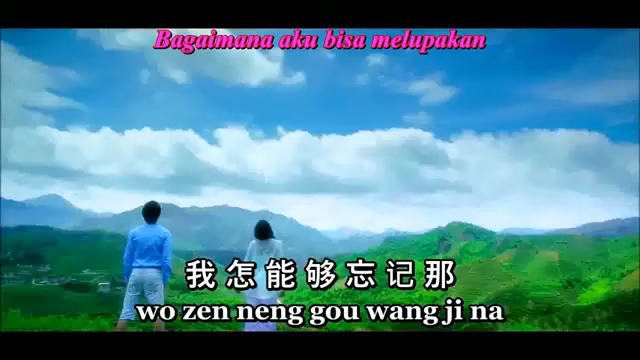 Bagaimana aku bisa melupakan
我怎能够忘记那
wo zen neng gou wang ji na